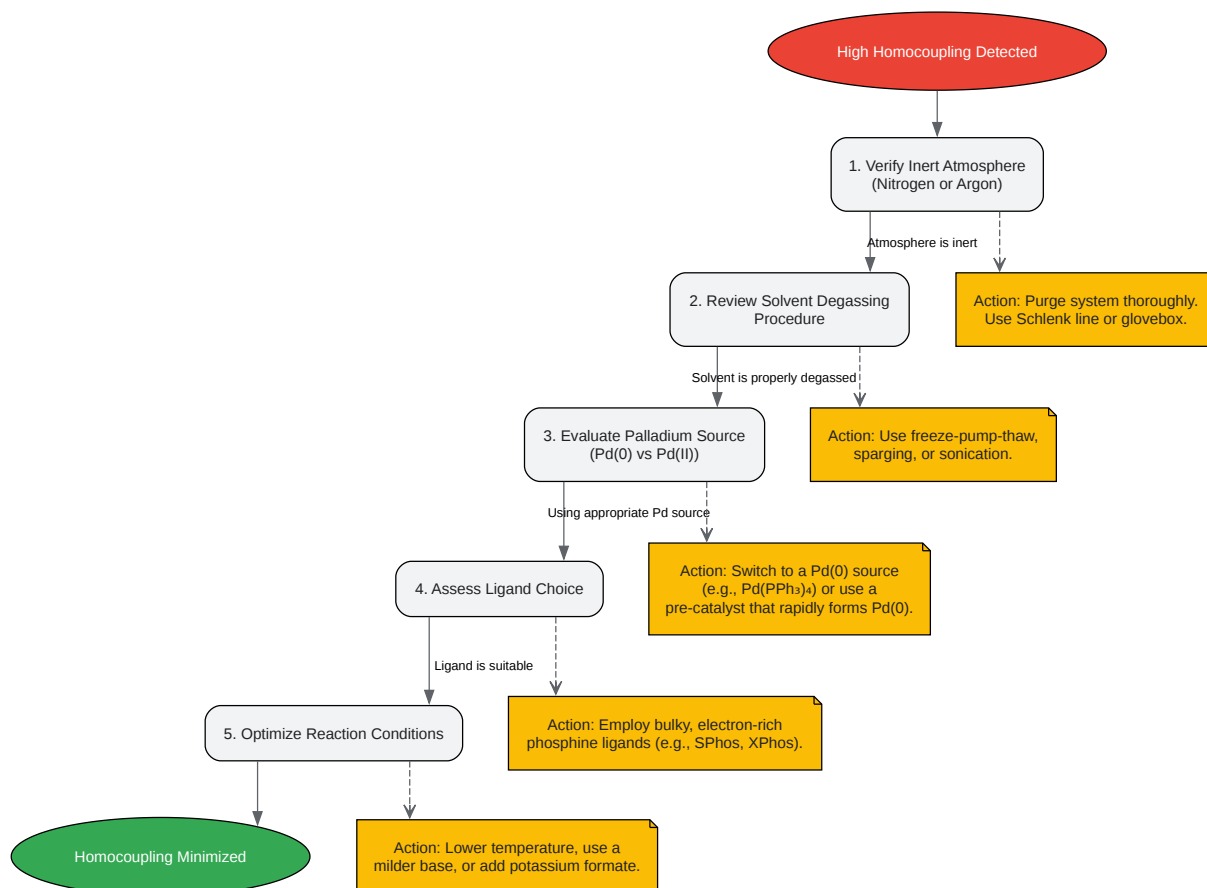 High Homocoupling Detected
1. Verify Inert Atmosphere
(Nitrogen or Argon)
Atmosphere is inert
2. Review Solvent Degassing
Procedure
Action: Purge system thoroughly.
Use Schlenk line or glovebox.
Solvent is properly degassed
3. Evaluate Palladium Source
(Pd(0) vs Pd(II))
Action: Use freeze-pump-thaw,
sparging, or sonication.
Using appropriate Pd source
4. Assess Ligand Choice
Action: Switch to a Pd(0) source
(e.g., Pd(PPh₃)₄) or use a
pre-catalyst that rapidly forms Pd(0).
Ligand is suitable
5. Optimize Reaction Conditions
Action: Employ bulky, electron-rich
phosphine ligands (e.g., SPhos, XPhos).
Homocoupling Minimized
Action: Lower temperature, use a
milder base, or add potassium formate.